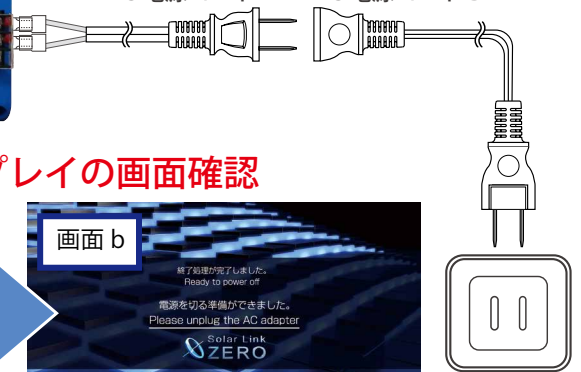 プレイの画面確認
画面 b
終了処理が完了しました。
Ready to power off
電源を切る準備ができました。
Please unplug the AC adapter
Solar Link
ZERO